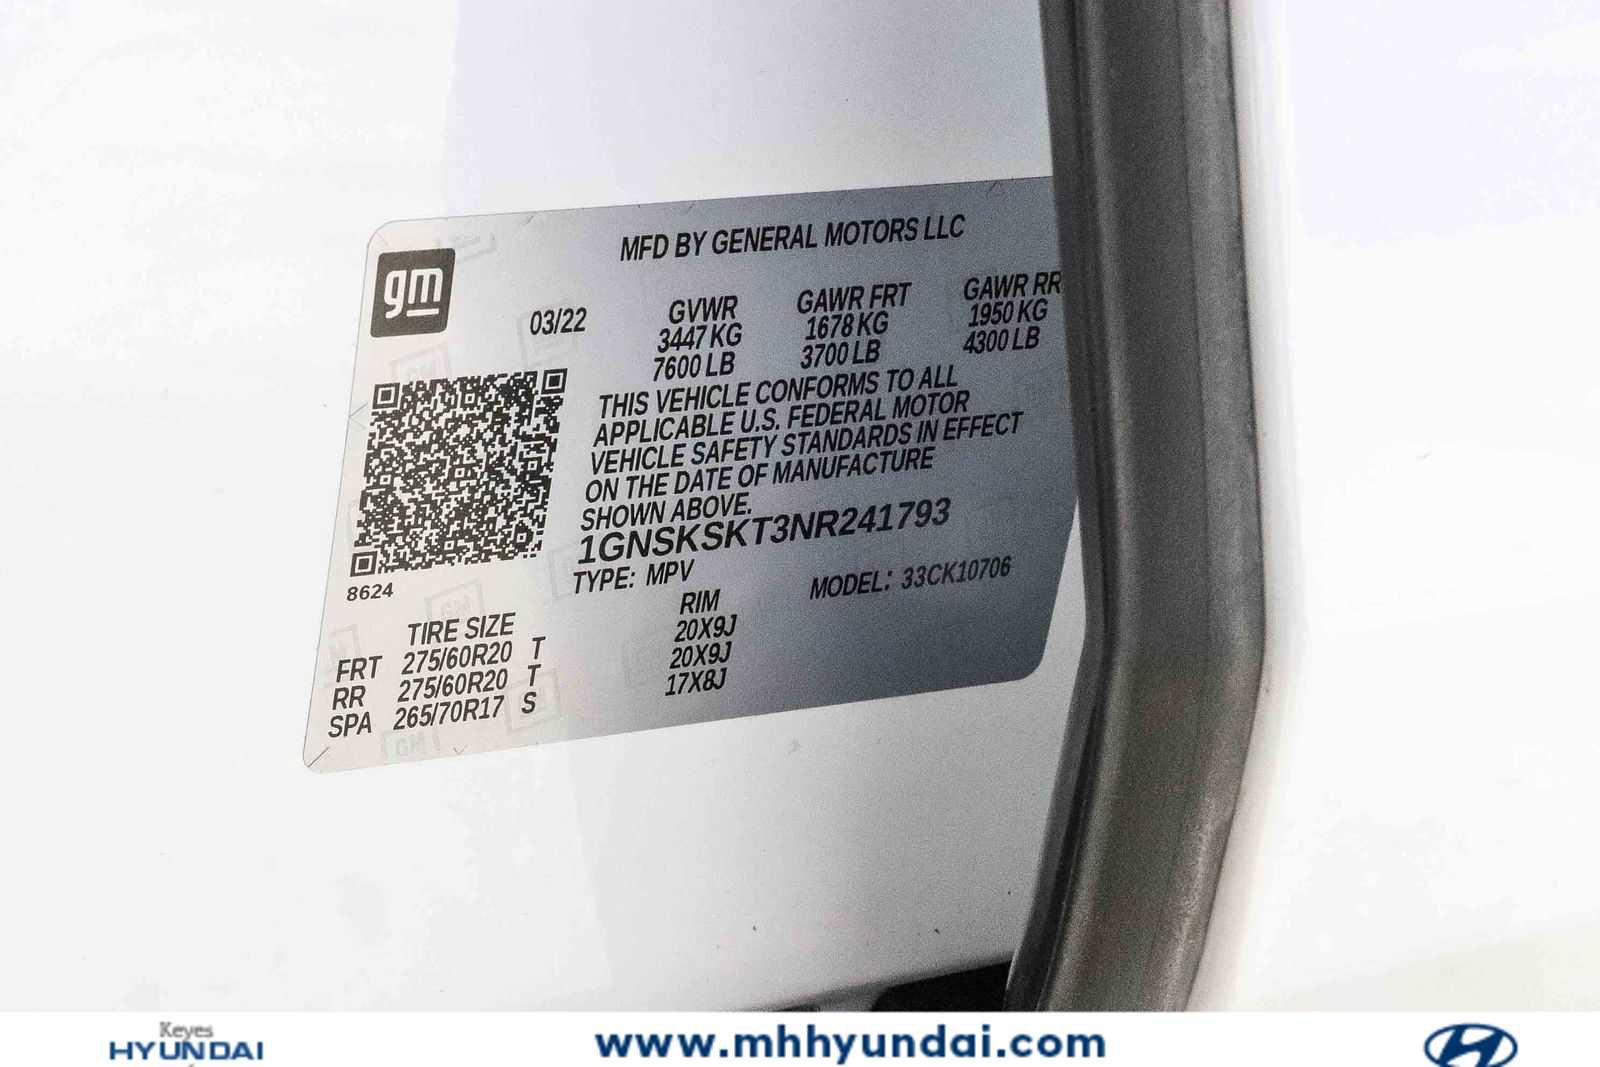 MFD BY GENERAL MOTORS LLC
gm
03/22 GVWR GAWR FRT GAWR RR
3447 KG 1678 KG 1950 KG
7600 LB 3700 LB 4300 LB
THIS VEHICLE CONFORMS TO ALL
APPLICABLE U.S. FEDERAL MOTOR
VEHICLE SAFETY STANDARDS IN EFFECT
ON THE DATE OF MANUFACTURE
SHOWN ABOVE.
1GNSKSKT3NR241793
8624
TYPE: MPV MODEL: 33CK10706
TIRE SIZE RIM
FRT 275/60R20 T 20X9J
RR 275/60R20 T 20X9J
SPA 265/70R17 S 17X8J
Keyes
HYUNDAI
www.mhhyundai.com